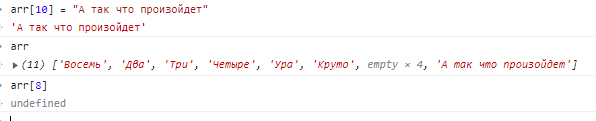 arr[10] = "А так что произойдет"
'А так что произойдет'
arr
(11) ['Восемь', 'Два', 'Три', 'Четыре', 'Ура', 'Круто', empty × 4, 'А так что произойдет']
arr[8]
undefined